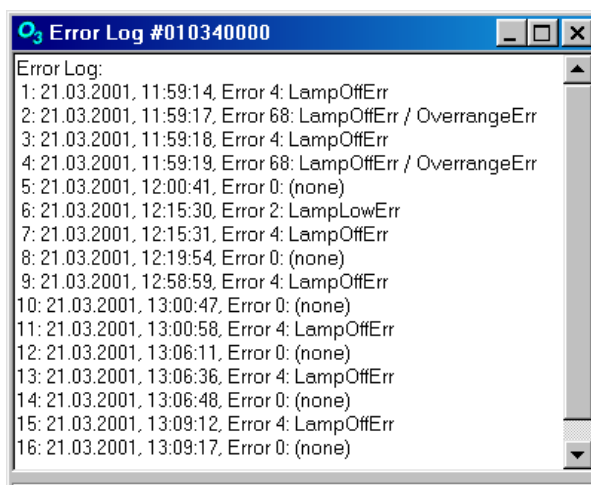 O3 Error Log #010340000
Error Log:
1: 21.03.2001, 11:59:14, Error 4: LampOffErr
2: 21.03.2001, 11:59:17, Error 68: LampOffErr / OverrangeErr
3: 21.03.2001, 11:59:18, Error 4: LampOffErr
4: 21.03.2001, 11:59:19, Error 68: LampOffErr / OverrangeErr
5: 21.03.2001, 12:00:41, Error 0: (none)
6: 21.03.2001, 12:15:30, Error 2: LampLowErr
7: 21.03.2001, 12:15:31, Error 4: LampOffErr
8: 21.03.2001, 12:19:54, Error 0: (none)
9: 21.03.2001, 12:58:59, Error 4: LampOffErr
10: 21.03.2001, 13:00:47, Error 0: (none)
11: 21.03.2001, 13:00:58, Error 4: LampOffErr
12: 21.03.2001, 13:06:11, Error 0: (none)
13: 21.03.2001, 13:06:36, Error 4: LampOffErr
14: 21.03.2001, 13:06:48, Error 0: (none)
15: 21.03.2001, 13:09:12, Error 4: LampOffErr
16: 21.03.2001, 13:09:17, Error 0: (none)